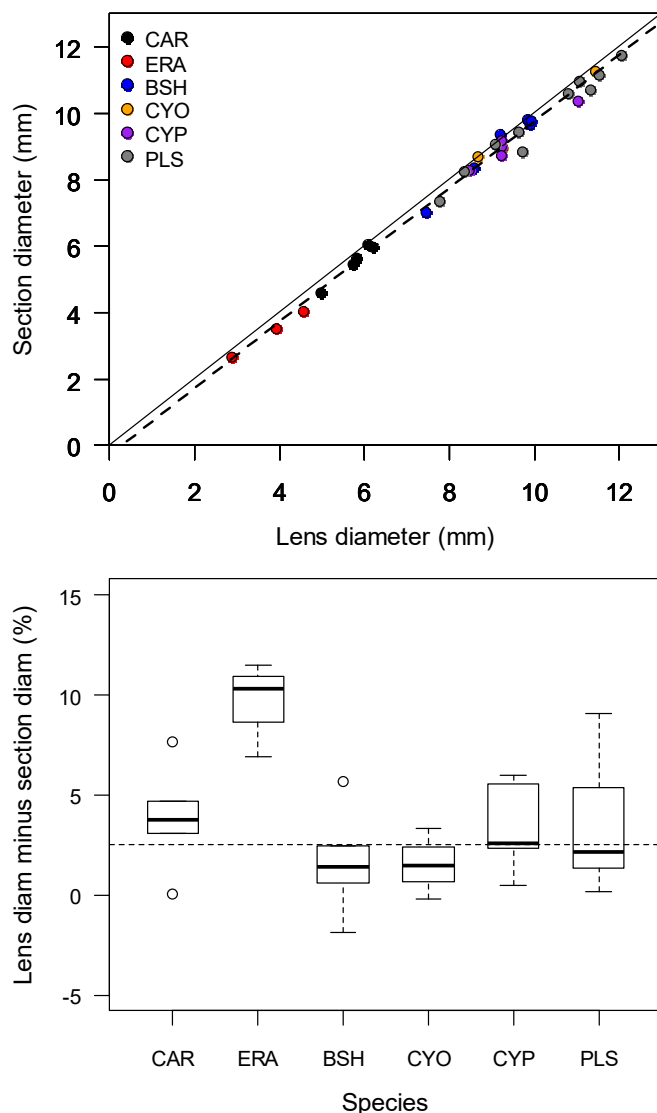 12
10
8
6
4
2
0
Section diameter (mm)
CAR
ERA
BSH
CYO
CYP
PLS
0 2 4 6 8 10 12
Lens diameter (mm)
15
10
5
0
-5
Lens diam minus section diam (%)
CAR ERA BSH CYO CYP PLS
Species